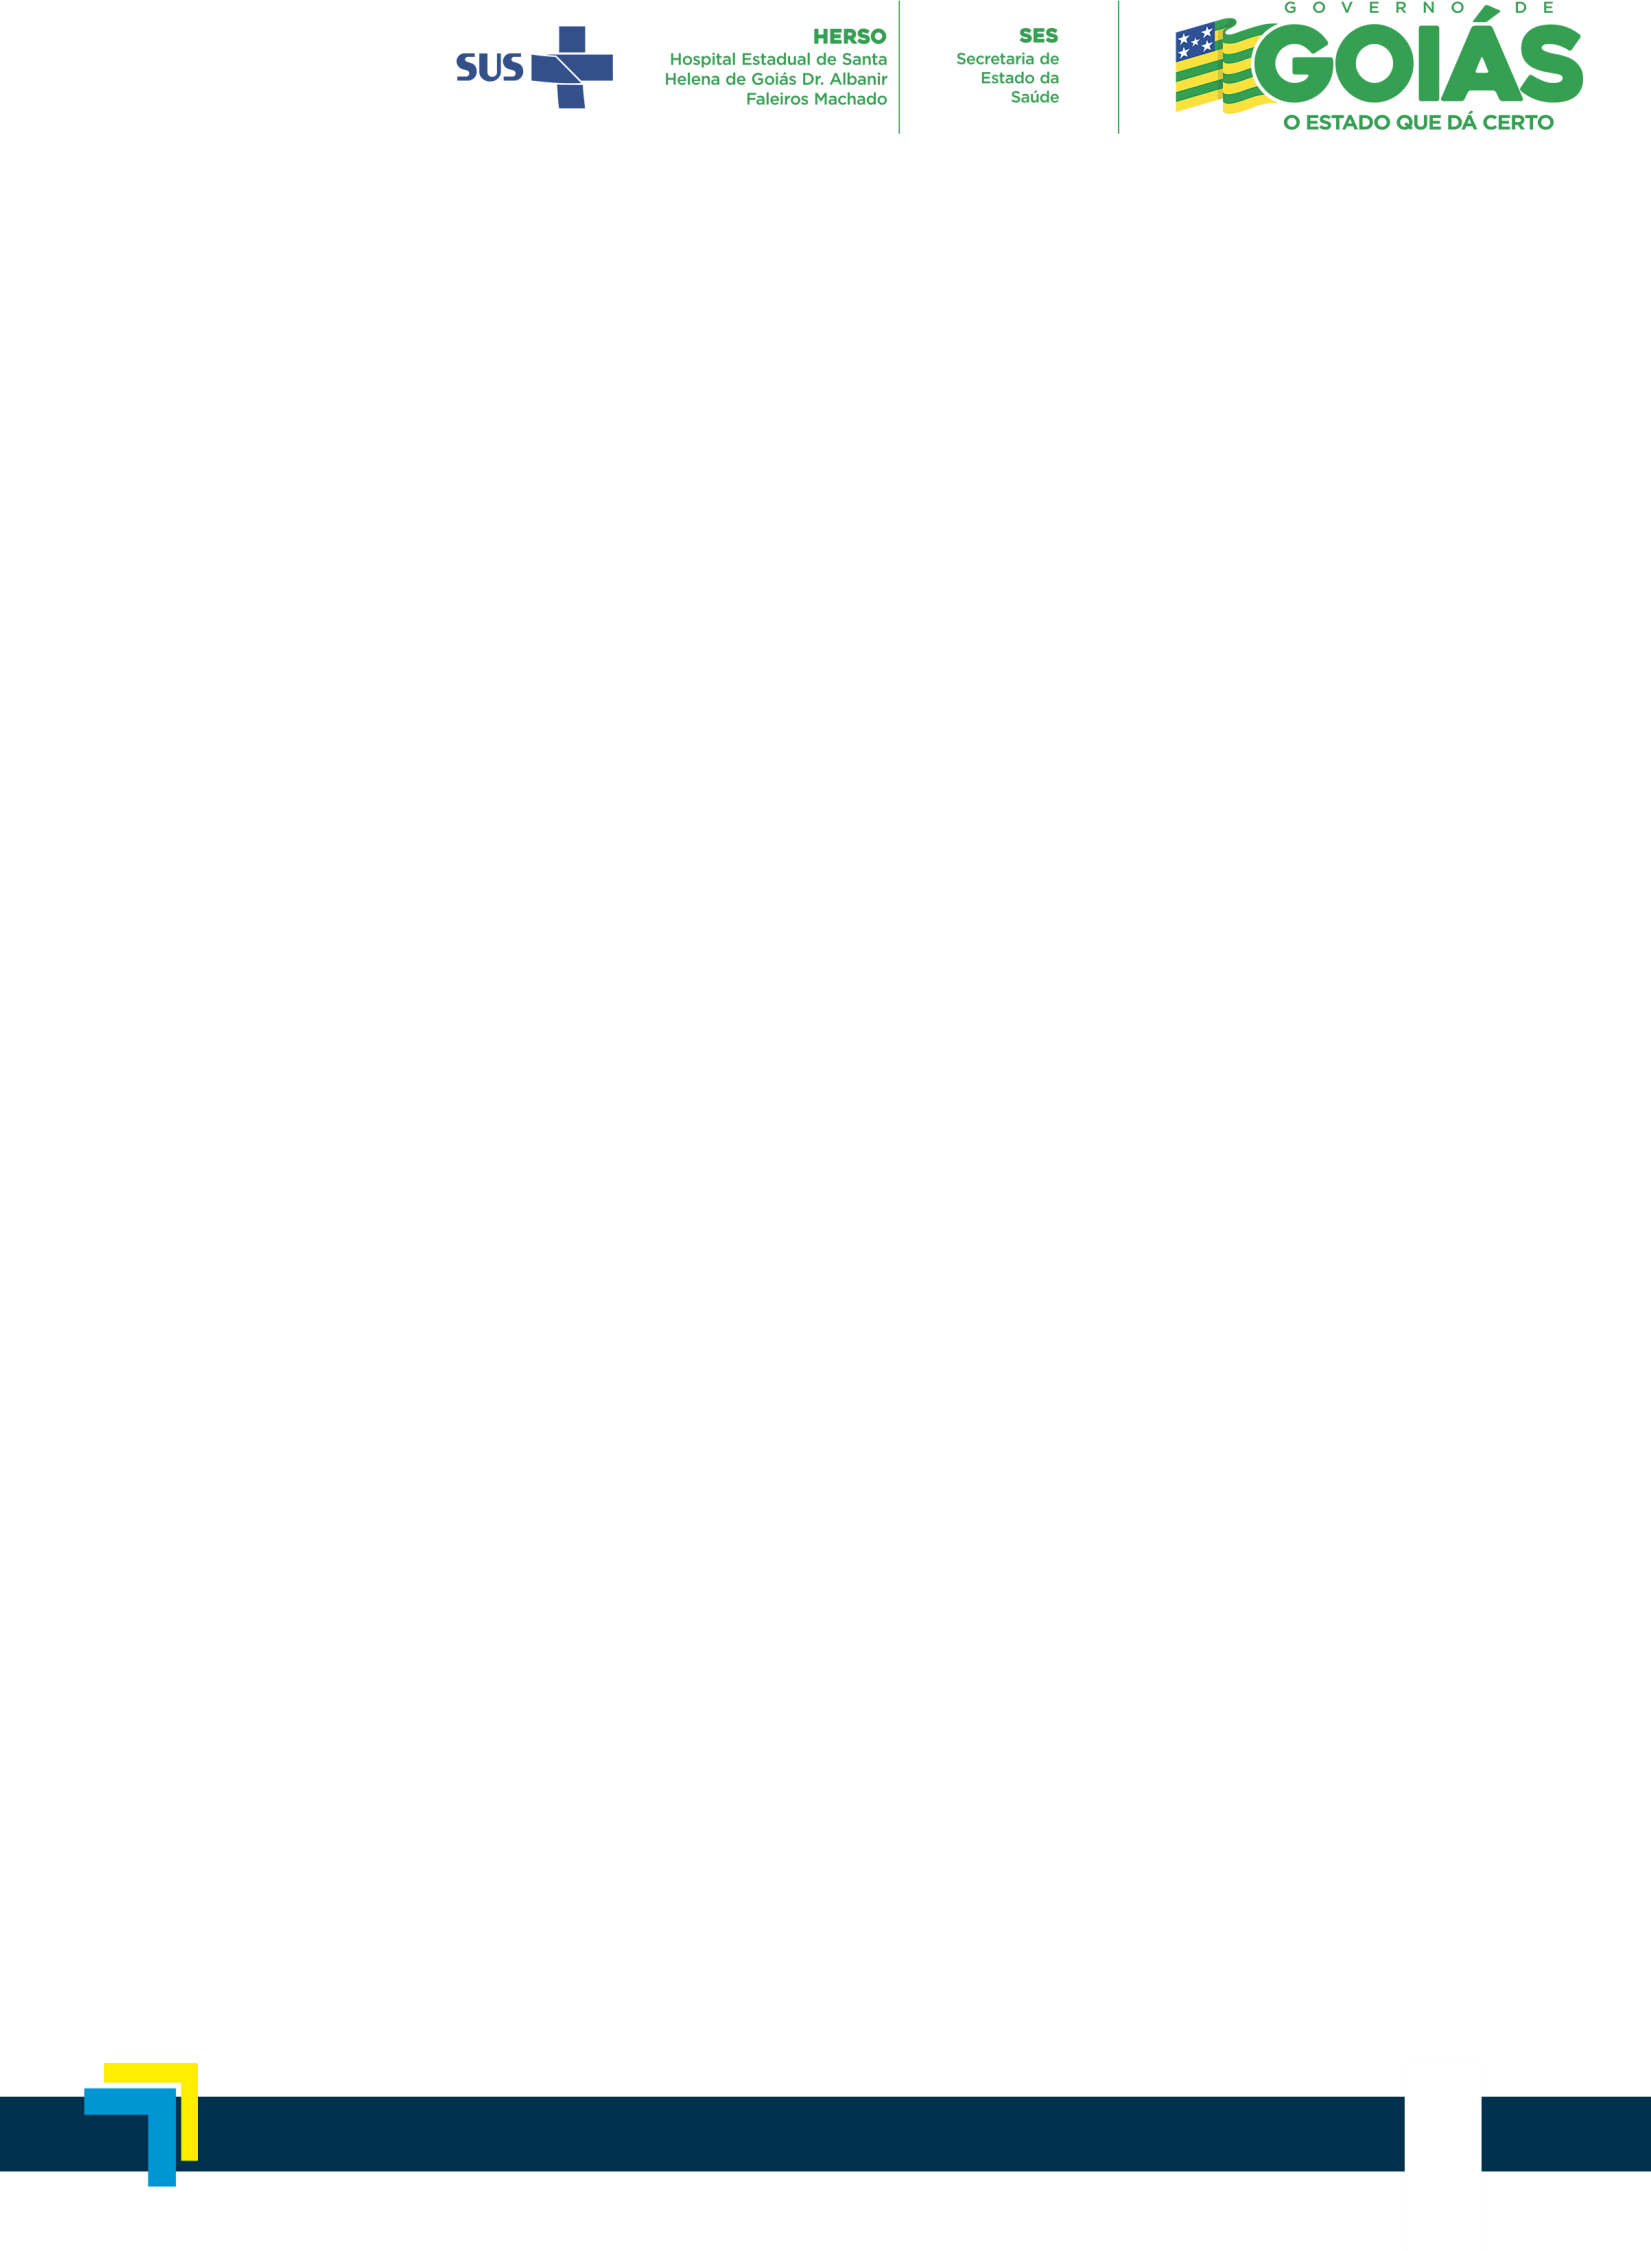 SUS
HERSO
Hospital Estadual de Santa
Helena de Goiás Dr. Albanir
Faleiros Machado
SES
Secretaria de
Estado da
Saúde
GOVERNO DE
GOIÁS
O ESTADO QUE DÁ CERTO